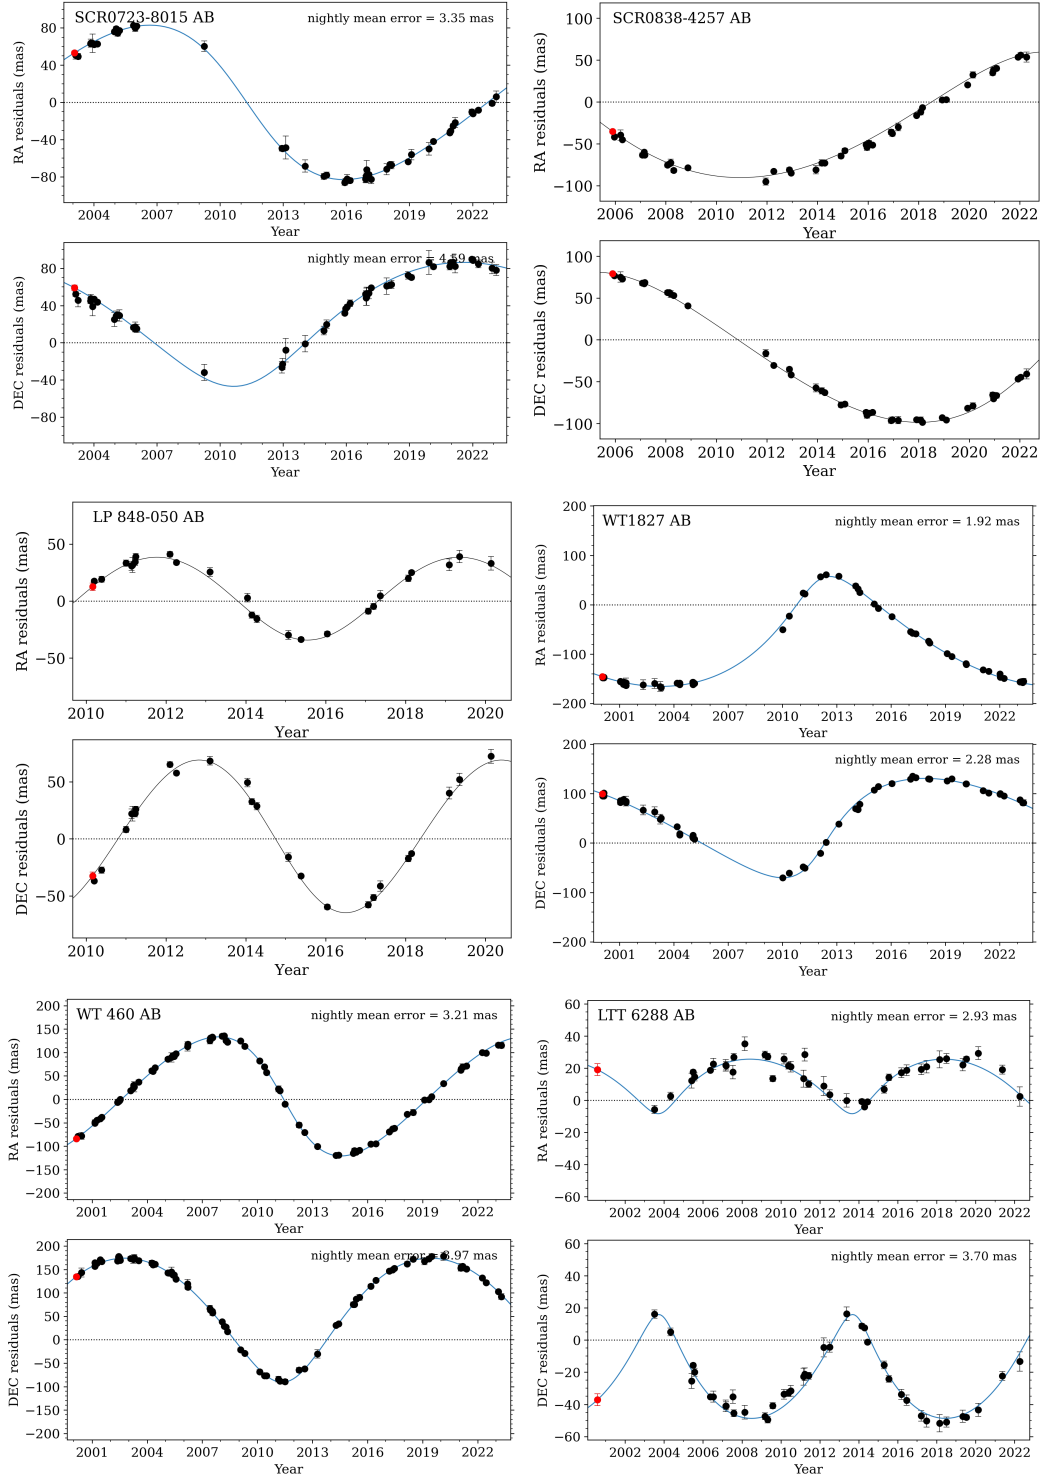 SCR0723-8015 AB
nightly mean error = 3.35 mas
80
40
0
−40
−80
RA residuals (mas)
2004 2007 2010 2013 2016 2019 2022
Year
nightly mean error = 4.59 mas
80
40
0
−40
−80
DEC residuals (mas)
2004 2007 2010 2013 2016 2019 2022
Year
SCR0838-4257 AB
100
50
0
−50
−100
RA residuals (mas)
2006 2008 2010 2012 2014 2016 2018 2020 2022
Year
100
50
0
−50
−100
DEC residuals (mas)
2006 2008 2010 2012 2014 2016 2018 2020 2022
Year
LP 848-050 AB
50
0
−50
RA residuals (mas)
2010 2012 2014 2016 2018 2020
Year
50
0
−50
DEC residuals (mas)
2010 2012 2014 2016 2018 2020
Year
WT1827 AB
nightly mean error = 1.92 mas
200
100
0
−100
−200
RA residuals (mas)
2001 2004 2007 2010 2013 2016 2019 2022
Year
nightly mean error = 2.28 mas
200
100
0
−100
−200
DEC residuals (mas)
2001 2004 2007 2010 2013 2016 2019 2022
Year
WT 460 AB
nightly mean error = 3.21 mas
200
150
100
50
0
−50
−100
−150
−200
RA residuals (mas)
2001 2004 2007 2010 2013 2016 2019 2022
Year
nightly mean error = 3.97 mas
200
150
100
50
0
−50
−100
−150
−200
DEC residuals (mas)
2001 2004 2007 2010 2013 2016 2019 2022
Year
LTT 6288 AB
nightly mean error = 2.93 mas
60
40
20
0
−20
−40
−60
RA residuals (mas)
2002 2004 2006 2008 2010 2012 2014 2016 2018 2020 2022
Year
nightly mean error = 3.70 mas
60
40
20
0
−20
−40
−60
DEC residuals (mas)
2002 2004 2006 2008 2010 2012 2014 2016 2018 2020 2022
Year